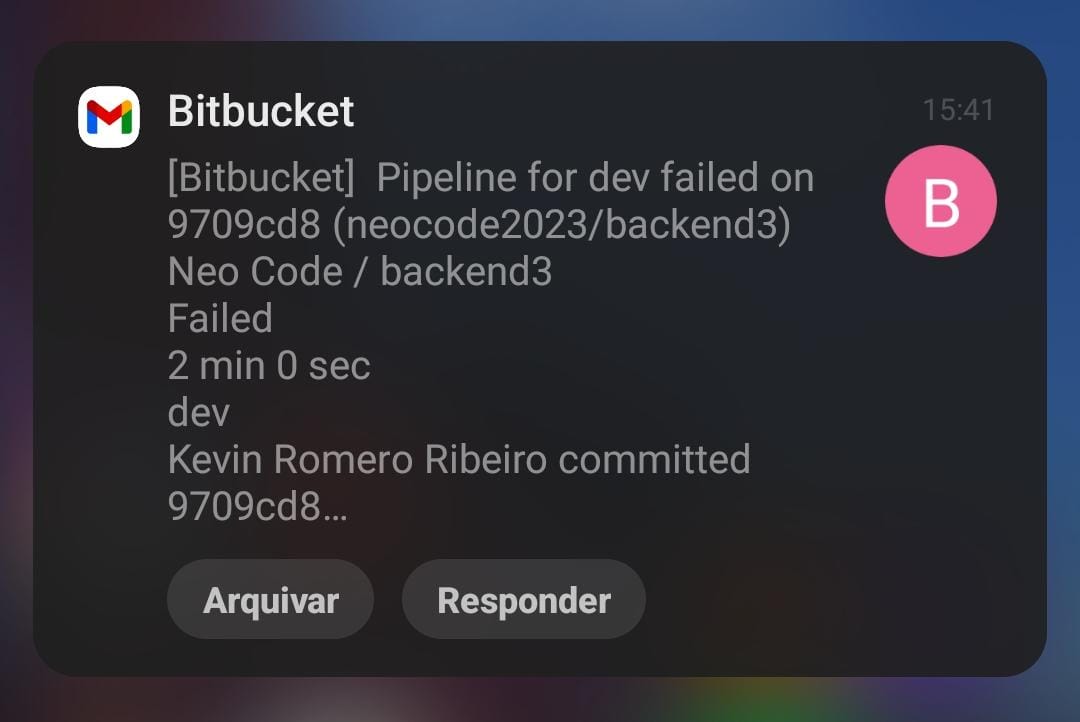 Bitbucket
15:41
[Bitbucket]  Pipeline for dev failed on
9709cd8 (neocode2023/backend3)
B
Neo Code / backend3
Failed
2 min 0 sec
dev
Kevin Romero Ribeiro committed
9709cd8…
Arquivar
Responder